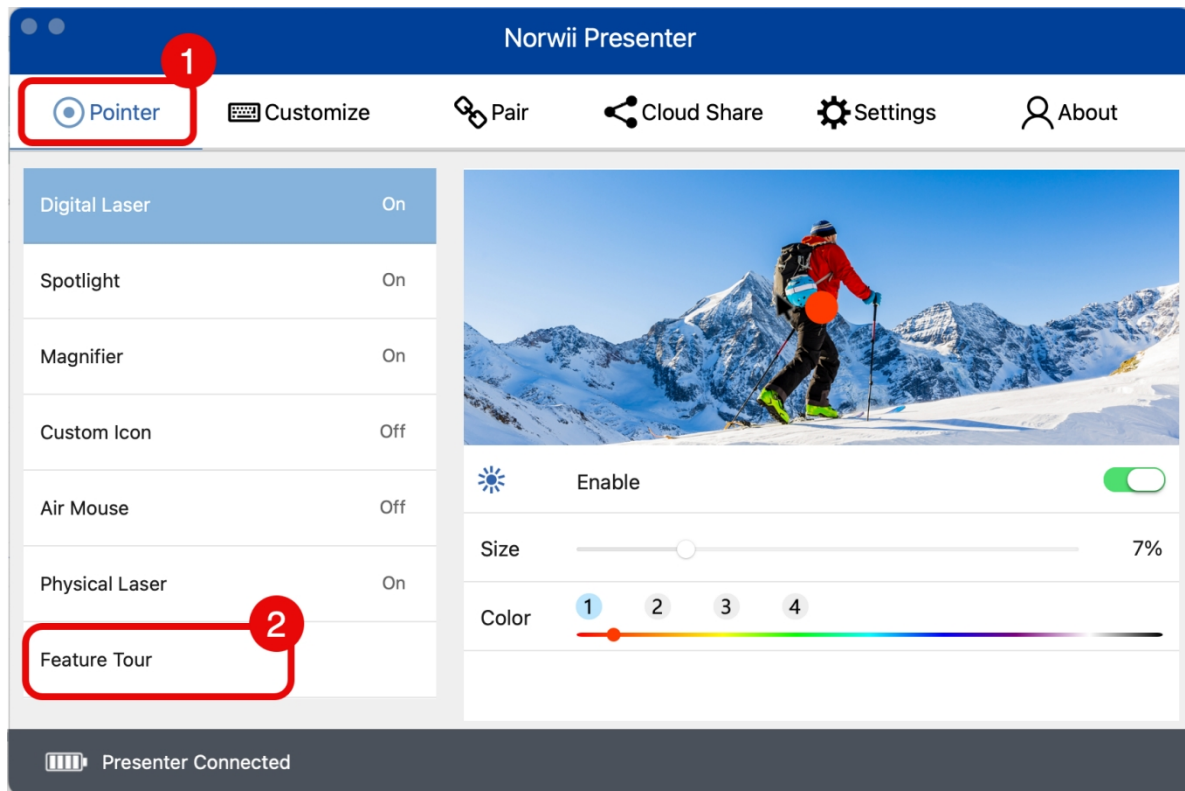 Norwii Presenter
1
Pointer Customize Pair Cloud Share Settings About
Digital Laser On
Spotlight On
Magnifier On
Custom Icon Off
Air Mouse Off
Physical Laser On
2
Feature Tour
Enable
Size 7%
Color 1 2 3 4
Presenter Connected